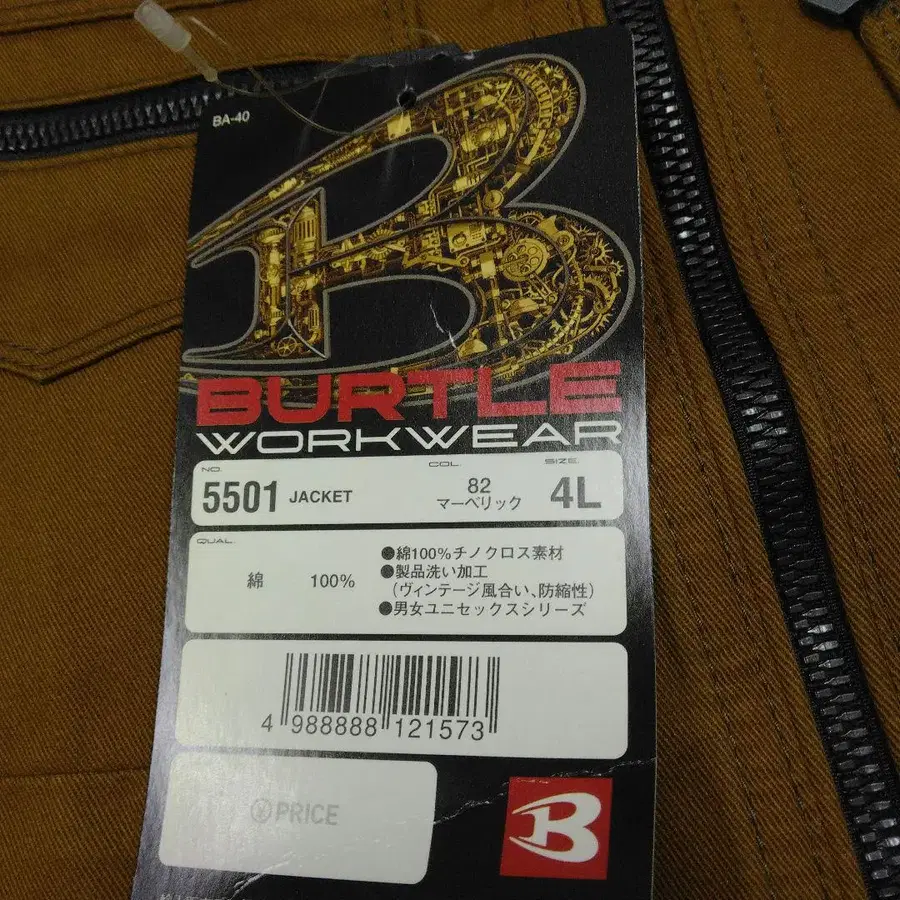 BA-40
BURTLE
WORKWEAR
NO. COL. SIZE
5501 JACKET 82 4L
マーベリック
QUAL.
綿 100%
●綿100%チノクロス素材
●製品洗い加工
(ヴィンテージ風合い、防縮性)
●男女ユニセックスシリーズ
4 988888 121573
¥PRICE